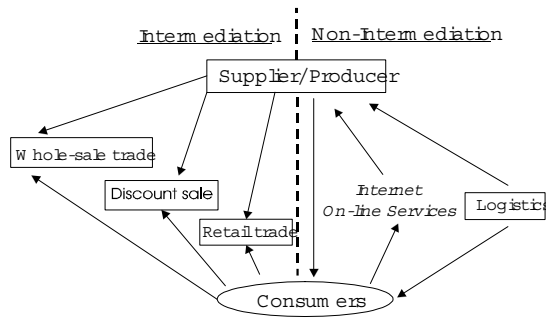 Intermediation
Non-Intermediation
Supplier/Producer
Whole-sale trade
Discount sale
Retail trade
Internet
On-line Services
Logistics
Consumers